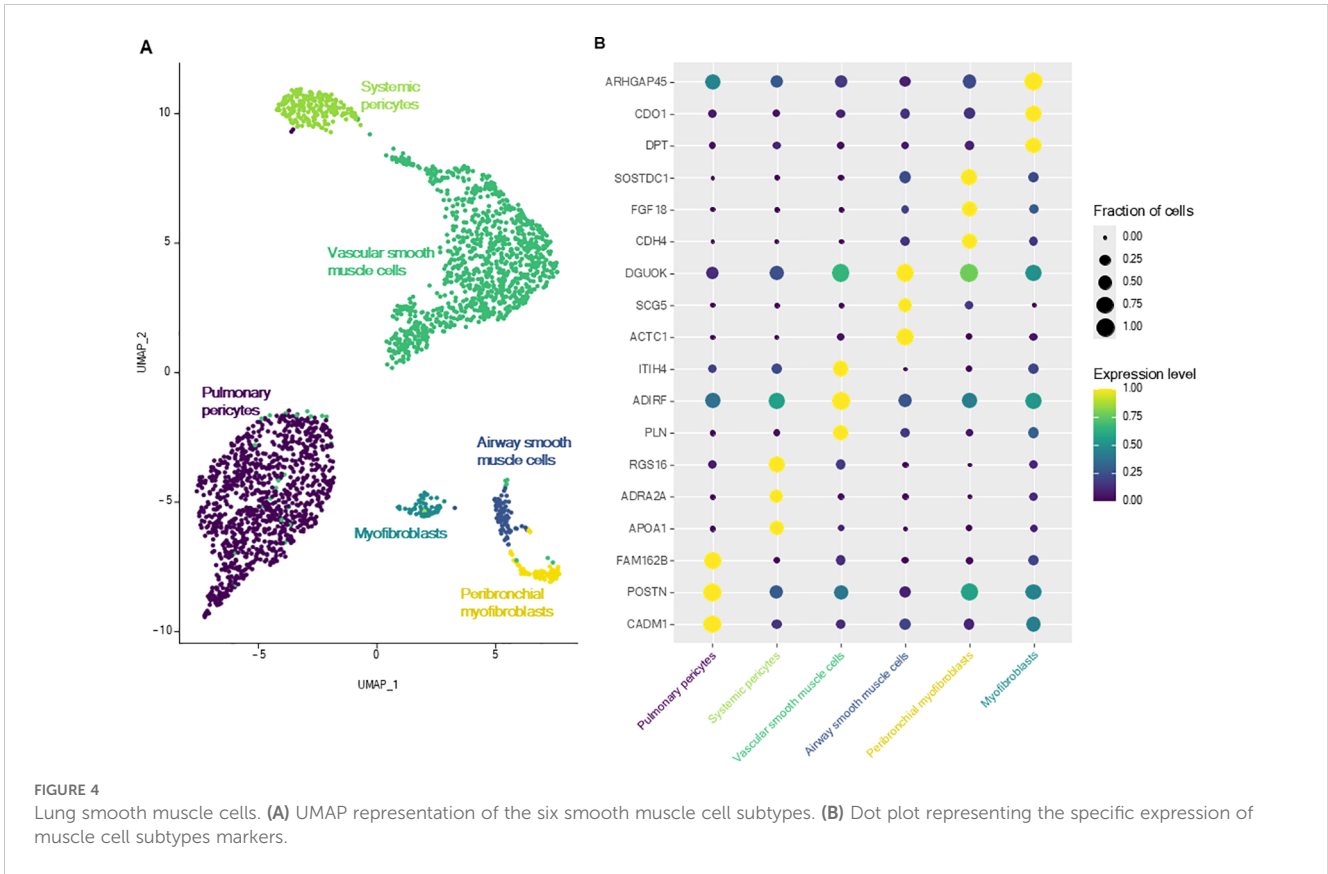 A
Systemic
pericytes
Vascular smooth
muscle cells
Pulmonary
pericytes
Airway smooth
muscle cells
Myofibroblasts
Peribronchial
myofibroblasts
10
5
0
−5
−10
UMAP_2
−5
0
5
UMAP_1
B
ARHGAP45
CDO1
DPT
SOSTDC1
FGF18
CDH4
DGUOK
SCG5
ACTC1
ITIH4
ADIRF
PLN
RGS16
ADRA2A
APOA1
FAM162B
POSTN
CADM1
Pulmonary pericytes
Systemic pericytes
Vascular smooth muscle cells
Airway smooth muscle cells
Peribronchial myofibroblasts
Myofibroblasts
Fraction of cells
0.00
0.25
0.50
0.75
1.00
Expression level
1.00
0.75
0.50
0.25
0.00
FIGURE 4
Lung smooth muscle cells. (A) UMAP representation of the six smooth muscle cell subtypes. (B) Dot plot representing the specific expression of
muscle cell subtypes markers.